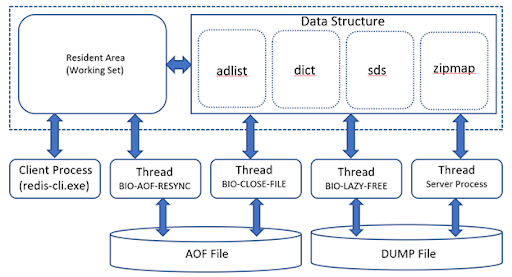 Data Structure
Resident Area
(Working Set)
adlist
dict
sds
zipmap
Client Process
(redis-cli.exe)
Thread
BIO-AOF-RESYNC
Thread
BIO-CLOSE-FILE
Thread
BIO-LAZY-FREE
Thread
Server Process
AOF File
DUMP File